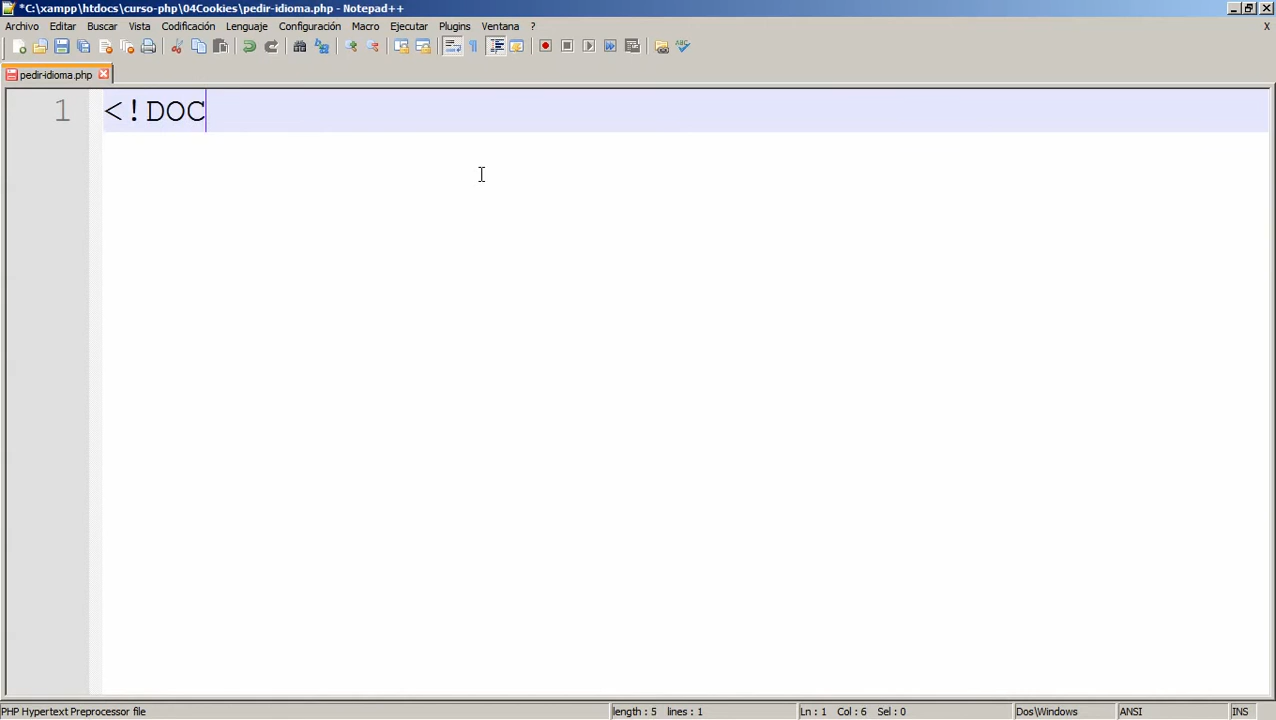 *C:\xampp\htdocs\curso-php\04Cookies\pedir-idioma.php - Notepad++
Archivo Editar Buscar Vista Codificación Lenguaje Configuración Macro Ejecutar Plugins Ventana ? X
pedir-idioma.php
1 <!DOC
PHP Hypertext Preprocessor file length : 5 lines : 1 Ln : 1 Col : 6 Sel : 0 Dos\Windows ANSI INS